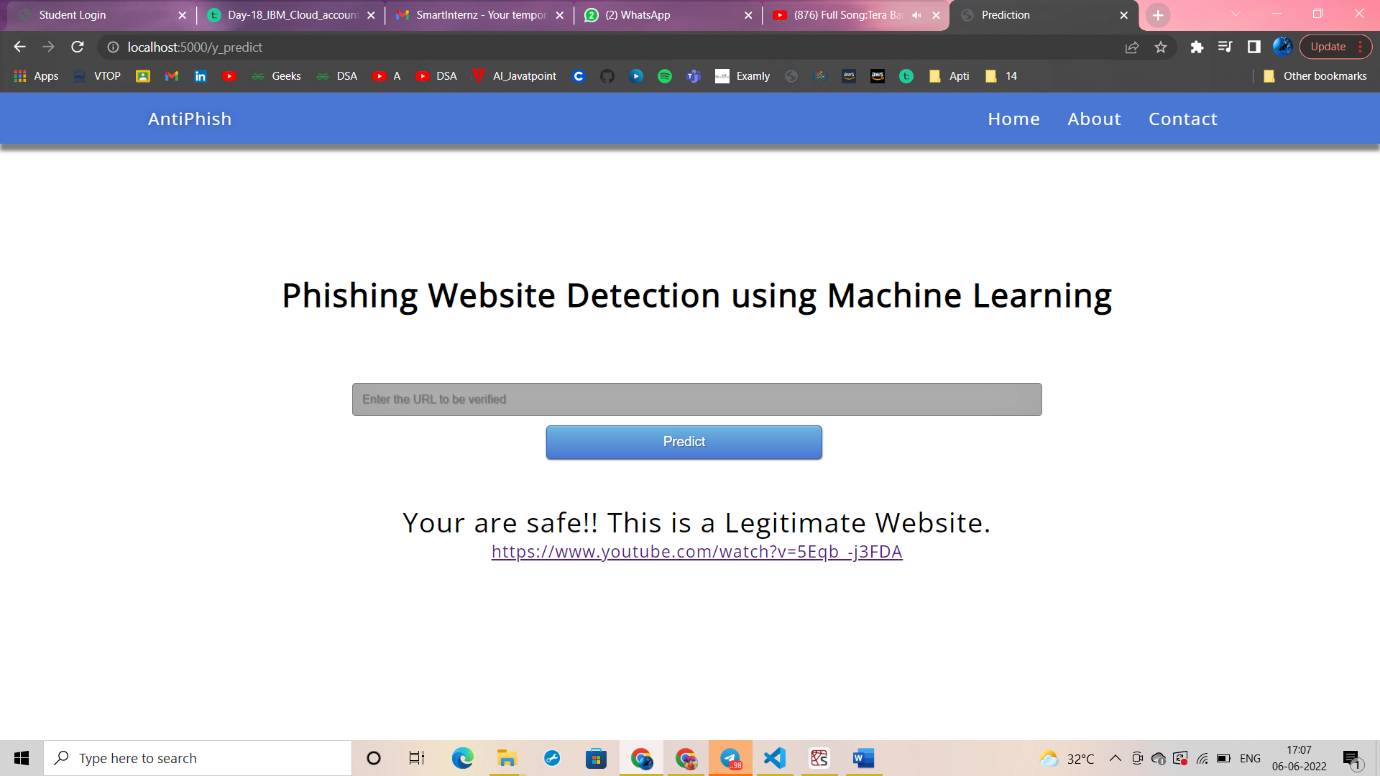 Student Login
Day-18_IBM_Cloud_accoun
SmartInternz - Your tempor
(2) WhatsApp
(876) Full Song:Tera Ba
Prediction
localhost:5000/y_predict
Update
Apps
VTOP
Geeks
DSA
A
DSA
AI_Javatpoint
Examly
Apti
14
Other bookmarks
AntiPhish
Home
About
Contact
Phishing Website Detection using Machine Learning
Enter the URL to be verified
Predict
Your are safe!! This is a Legitimate Website.
https://www.youtube.com/watch?v=5Eqb_-j3FDA
Type here to search
32°C
ENG
17:07
06-06-2022